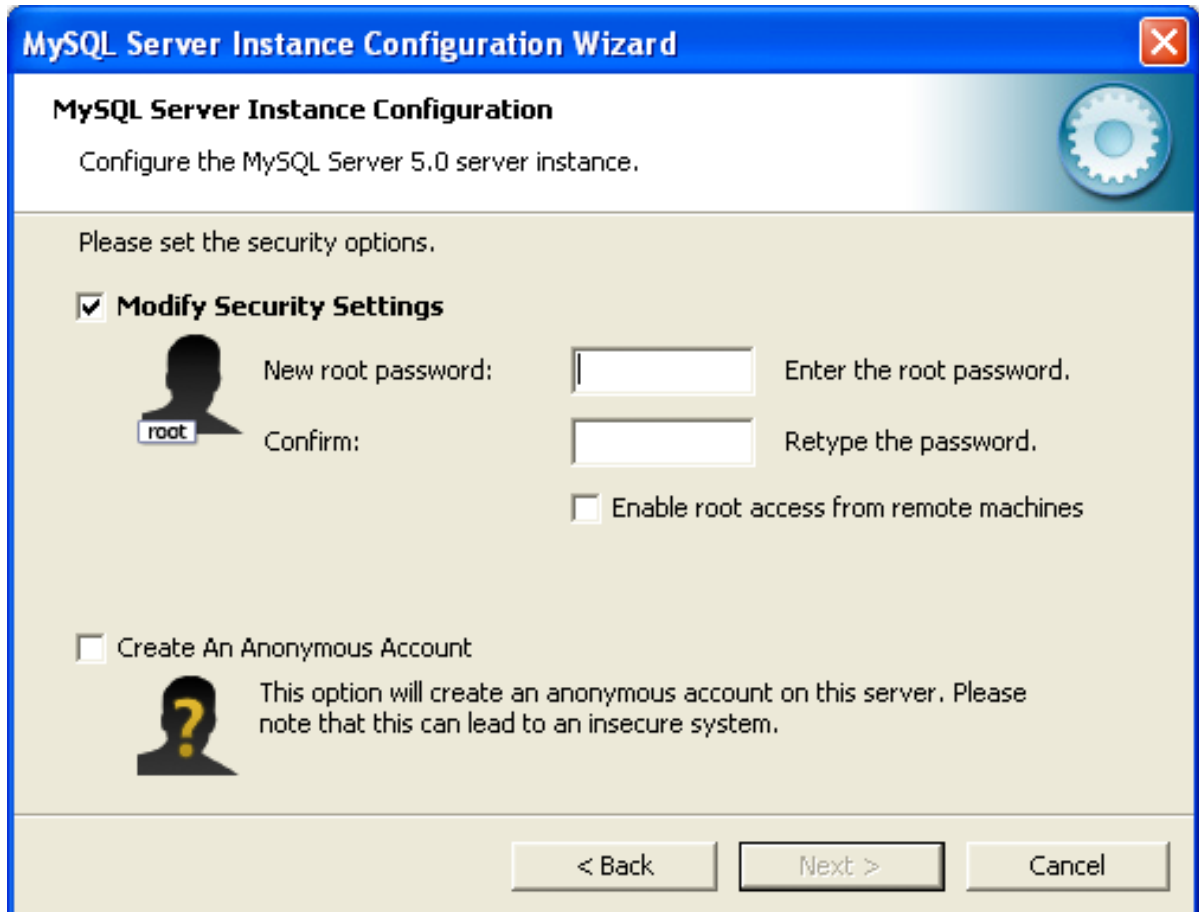 MySQL Server Instance Configuration Wizard
MySQL Server Instance Configuration
Configure the MySQL Server 5.0 server instance.
Please set the security options.
Modify Security Settings
New root password:
Enter the root password.
root
Confirm:
Retype the password.
Enable root access from remote machines
Create An Anonymous Account
This option will create an anonymous account on this server. Please
note that this can lead to an insecure system.
< Back
Next >
Cancel